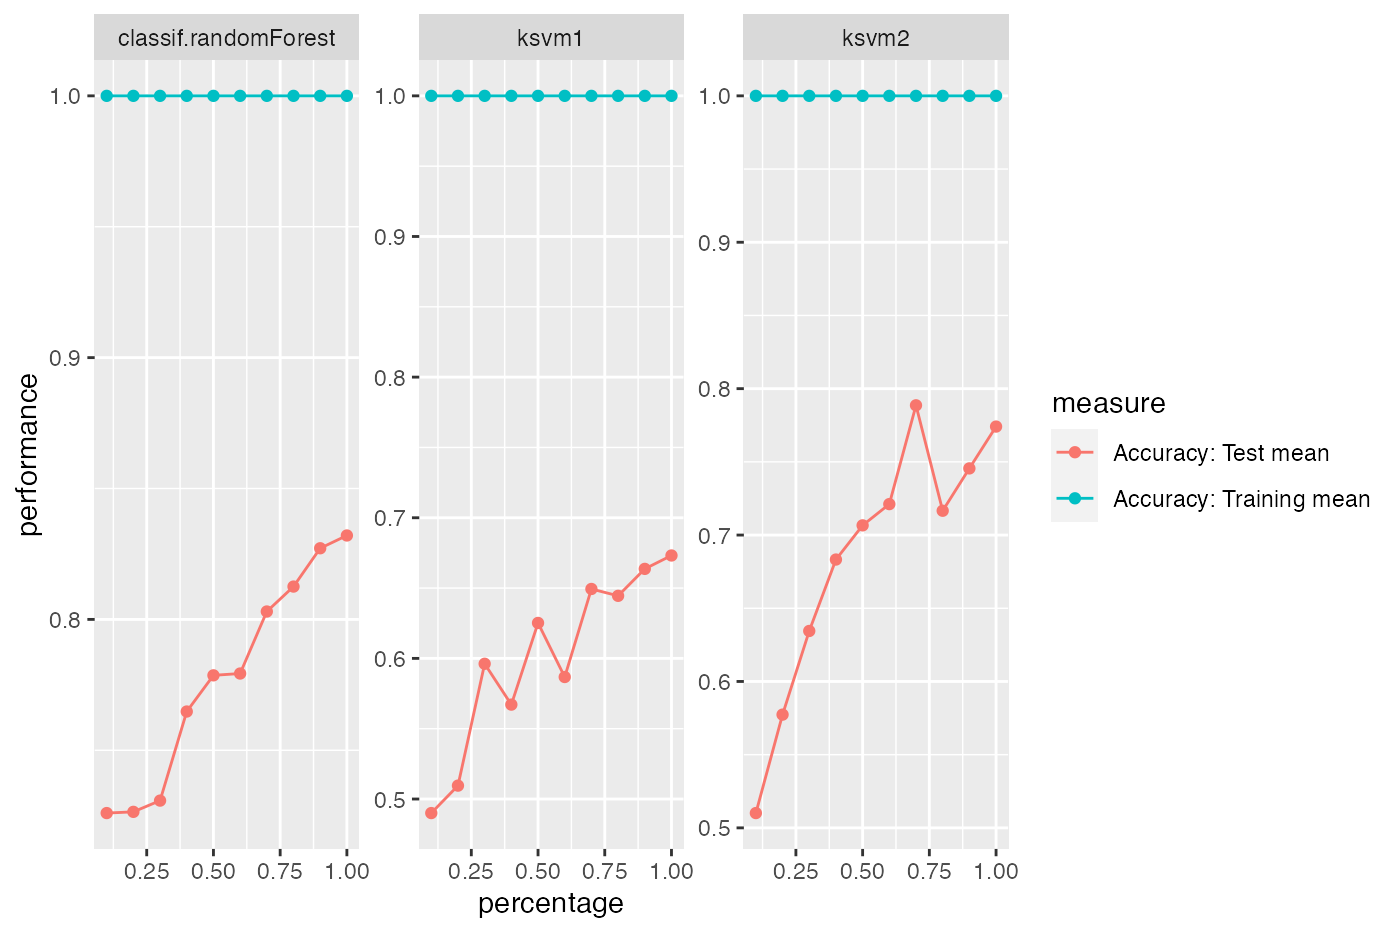 classif.randomForest
ksvm1
ksvm2
performance
1.0
0.9
0.8
1.0
0.9
0.8
0.7
0.6
0.5
1.0
0.9
0.8
0.7
0.6
0.5
0.25 0.50 0.75 1.00
0.25 0.50 0.75 1.00
0.25 0.50 0.75 1.00
percentage
measure
Accuracy: Test mean
Accuracy: Training mean